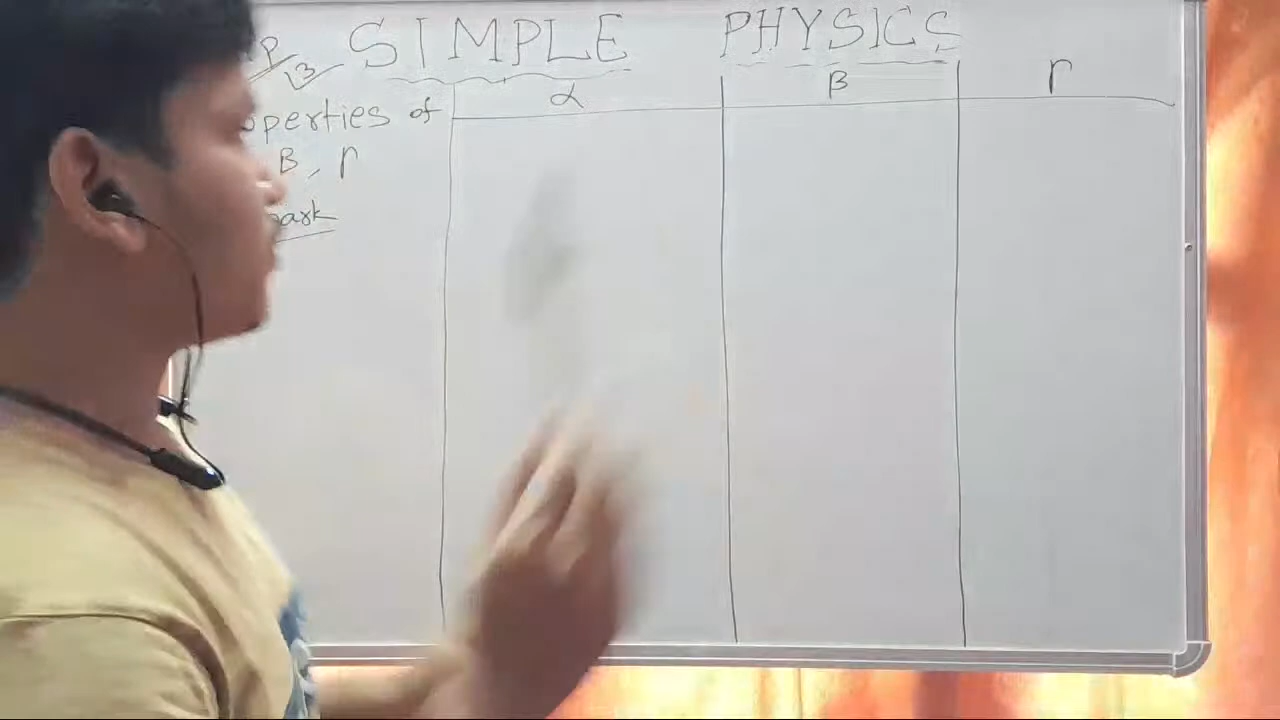 SIMPLE PHYSICS
P/13
α β r
operties of
B, r
ark